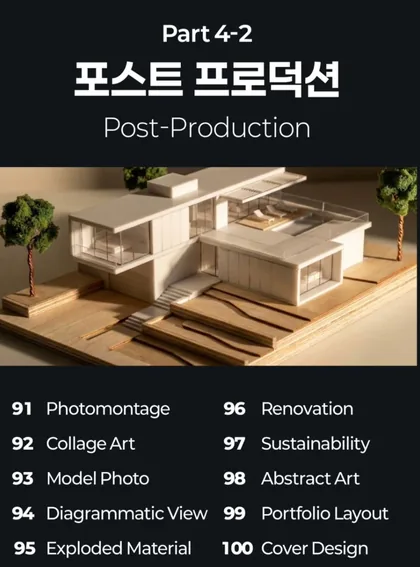 Part 4-2
포스트 프로덕션
Post-Production
91 Photomontage
92 Collage Art
93 Model Photo
94 Diagrammatic View
95 Exploded Material
96 Renovation
97 Sustainability
98 Abstract Art
99 Portfolio Layout
100 Cover Design